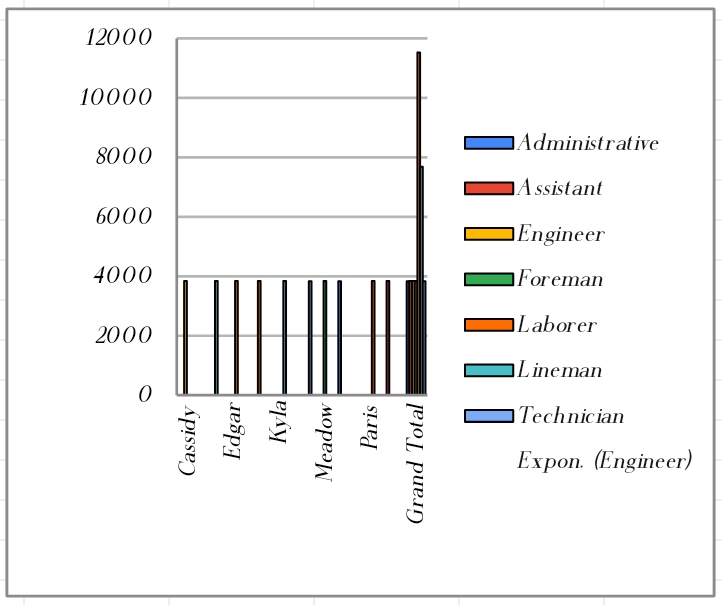 12000
10000
8000
6000
4000
2000
0
Cassidy
Edgar
Kyla
Meadow
Paris
Grand Total
Administrative
Assistant
Engineer
Foreman
Laborer
Lineman
Technician
Expon. (Engineer)